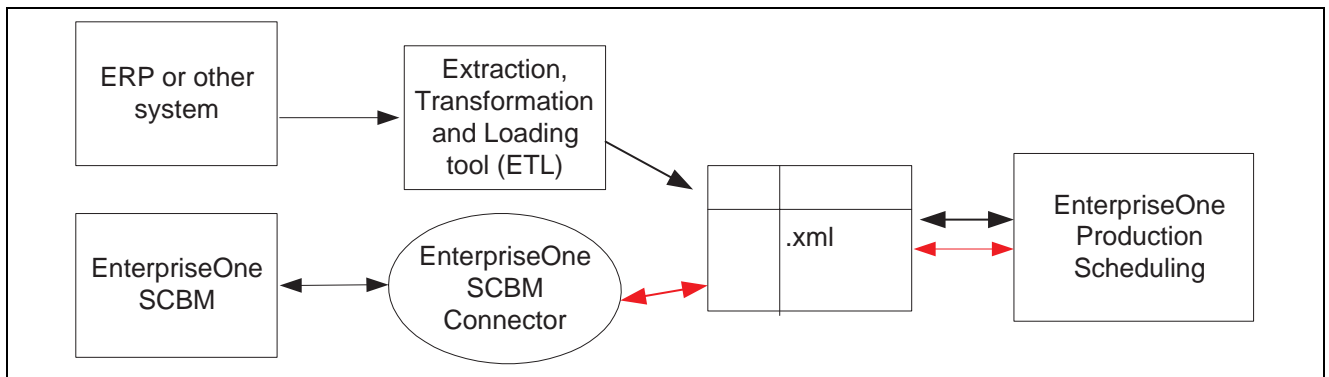 ERP or other
system
Extraction,
Transformation
and Loading
tool (ETL)
EnterpriseOne
SCBM
EnterpriseOne
SCBM
Connector
.xml
EnterpriseOne
Production
Scheduling